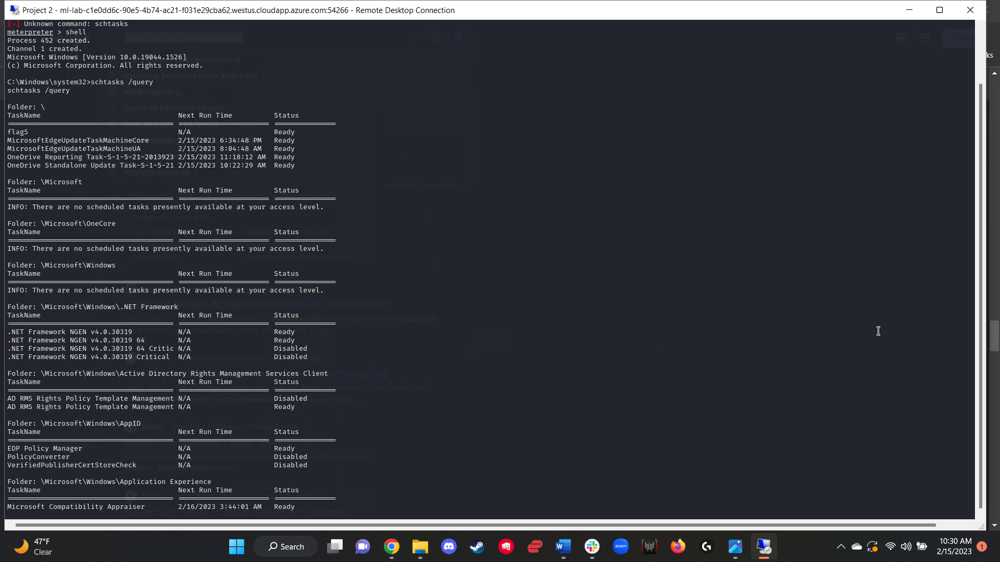 Project 2 - ml-lab-c1e0dd6c-90e5-4b74-ac21-f031e29cba62.westus.cloudapp.azure.com:54266 - Remote Desktop Connection
[-] Unknown command: schtasks
meterpreter > shell
Process 452 created.
Channel 1 created.
Microsoft Windows [Version 10.0.19044.1526]
(c) Microsoft Corporation. All rights reserved.
C:\Windows\system32>schtasks /query
schtasks /query
Folder: \
TaskName Next Run Time Status
flag5 N/A Ready
MicrosoftEdgeUpdateTaskMachineCore 2/15/2023 6:34:48 PM Ready
MicrosoftEdgeUpdateTaskMachineUA 2/15/2023 8:04:48 AM Ready
OneDrive Reporting Task-S-1-5-21-2013923 2/15/2023 11:18:12 AM Ready
OneDrive Standalone Update Task-S-1-5-21 2/15/2023 10:22:29 AM Ready
Folder: \Microsoft
TaskName Next Run Time Status
INFO: There are no scheduled tasks presently available at your access level.
Folder: \Microsoft\OneCore
TaskName Next Run Time Status
INFO: There are no scheduled tasks presently available at your access level.
Folder: \Microsoft\Windows
TaskName Next Run Time Status
INFO: There are no scheduled tasks presently available at your access level.
Folder: \Microsoft\Windows\.NET Framework
TaskName Next Run Time Status
.NET Framework NGEN v4.0.30319 N/A Ready
.NET Framework NGEN v4.0.30319 64 N/A Ready
.NET Framework NGEN v4.0.30319 64 Critic N/A Disabled
.NET Framework NGEN v4.0.30319 Critical N/A Disabled
Folder: \Microsoft\Windows\Active Directory Rights Management Services Client
TaskName Next Run Time Status
AD RMS Rights Policy Template Management N/A Disabled
AD RMS Rights Policy Template Management N/A Ready
Folder: \Microsoft\Windows\AppID
TaskName Next Run Time Status
EDP Policy Manager N/A Ready
PolicyConverter N/A Disabled
VerifiedPublisherCertStoreCheck N/A Disabled
Folder: \Microsoft\Windows\Application Experience
TaskName Next Run Time Status
Microsoft Compatibility Appraiser 2/16/2023 3:44:01 AM Ready
ks
47°F
Clear
Search
zoom
10:30 AM
2/15/2023
1